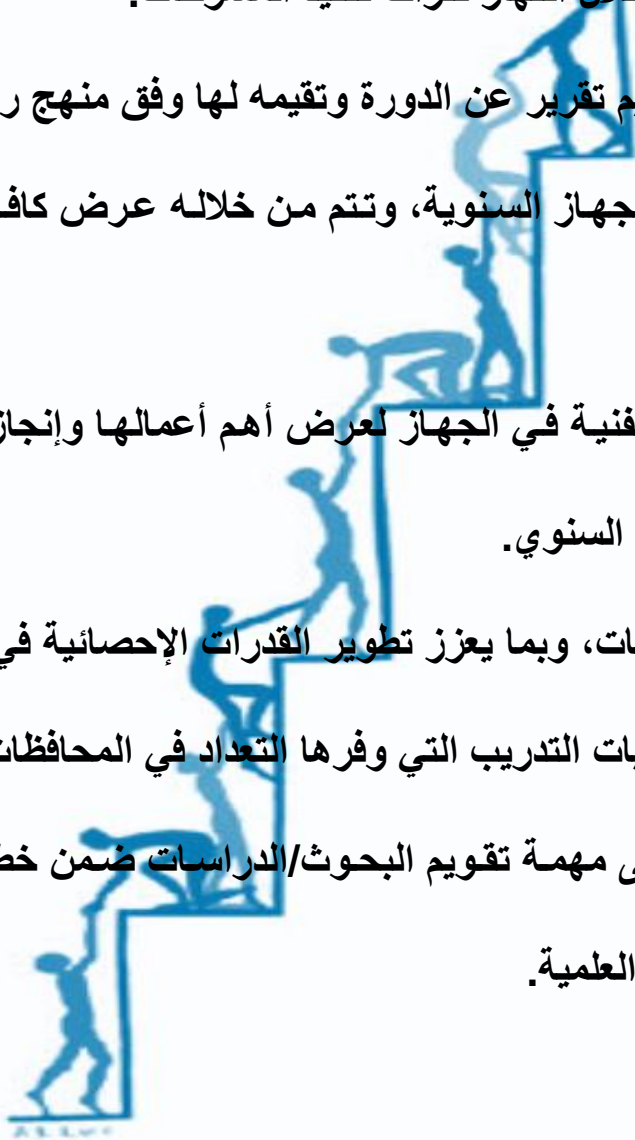 م تقرير عن الدورة وتقيمه لها وفق منهج ر
جهاز السنوية، وتتم من خلاله عرض كاف
فنية في الجهاز لعرض أهم أعمالها وإنجاز
السنوي.
ات، وبما يعزز تطوير القدرات الإحصائية في
بات التدريب التي وفرها التعداد في المحافظات
ى مهمة تقويم البحوث/الدراسات ضمن خط
العلمية.